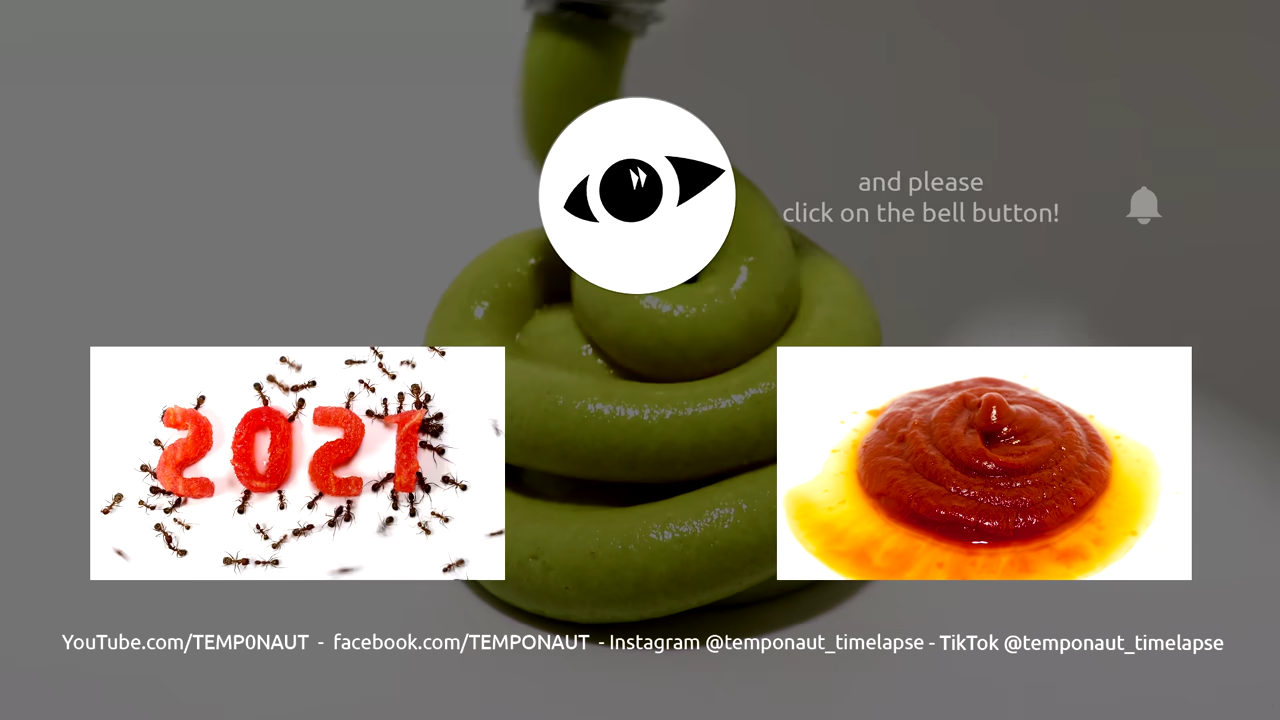 and please
click on the bell button!
2021
YouTube.com/TEMP0NAUT - facebook.com/TEMPONAUT - Instagram @temponaut_timelapse - TikTok @temponaut_timelapse